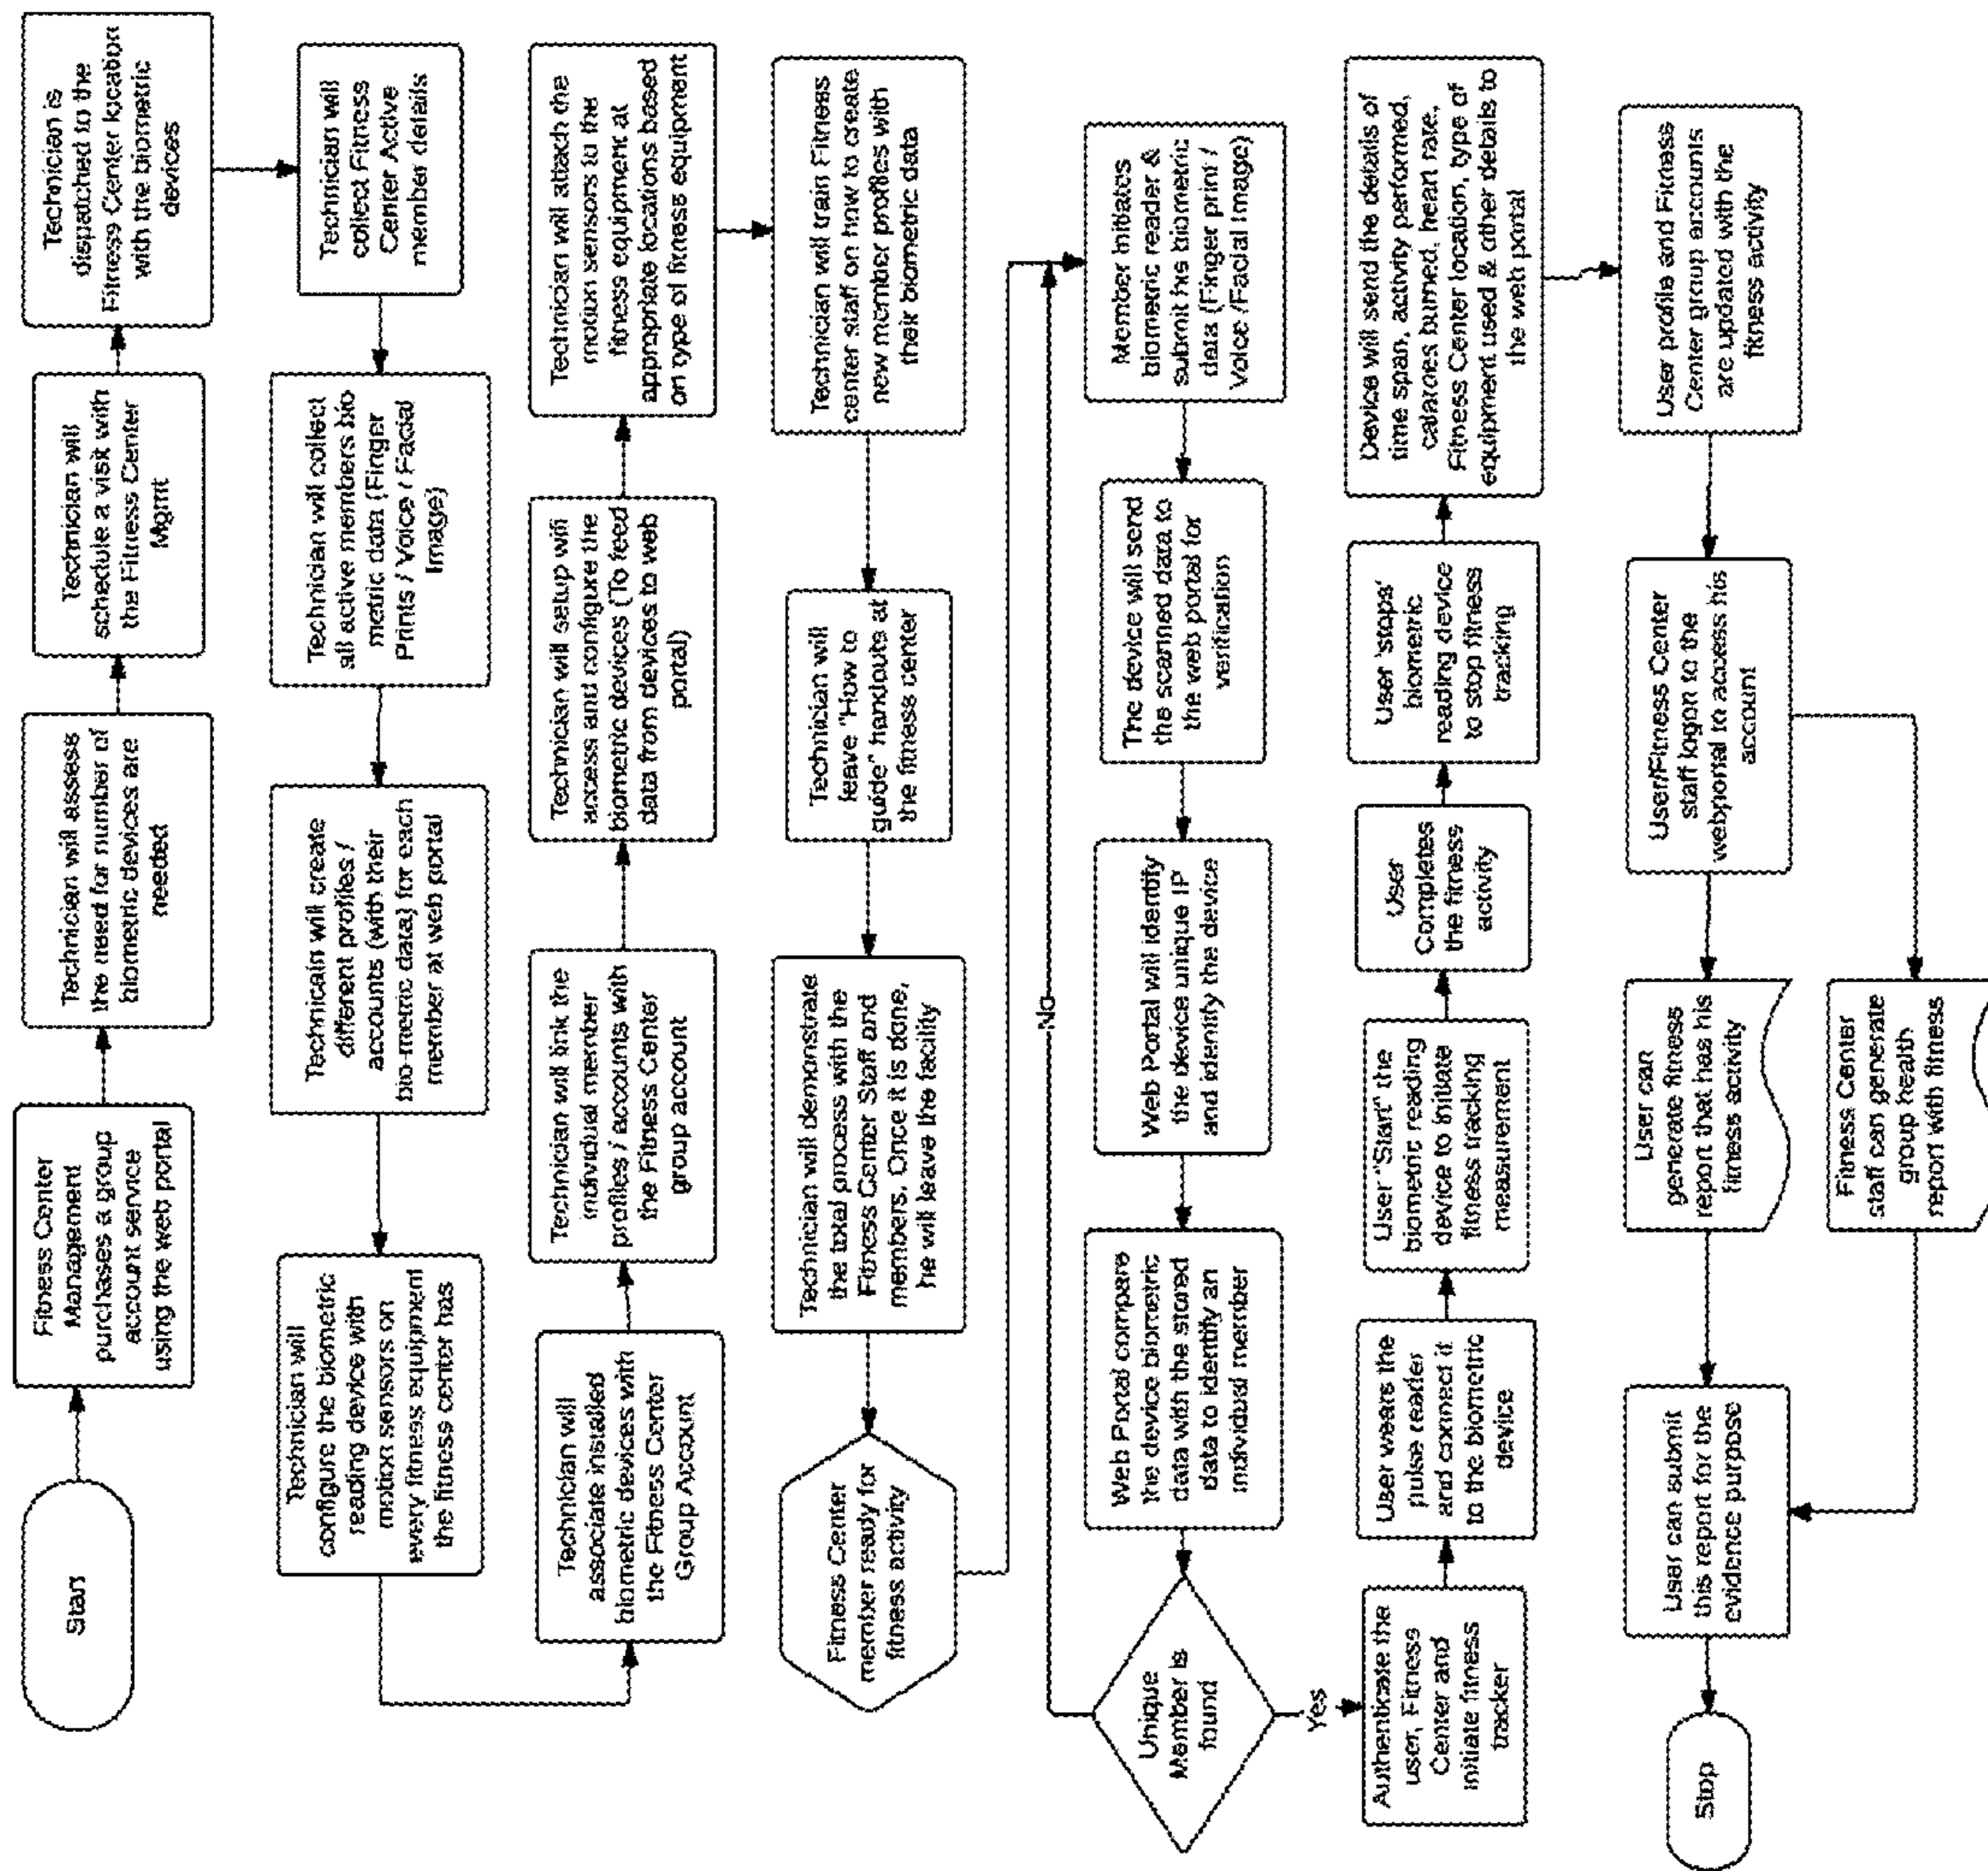 Start
Fitness Center
Management
purchases a group
account service
using the web portal
Technician will assess
the need for number of
biometric devices are
needed
Technician will
schedule a visit with
the Fitness Center
Mgmt
Technician is
dispatched to the
Fitness Center location
with the biometric
devices
Technician will
collect Fitness
Center Active
member details
Technician will collect
all active members bio
metric data (Finger
Prints / Voice / Facial
Image)
Technicain will create
different profiles /
accounts (with their
bio-metric data) for each
member at web portal
Technician will
configure the biometric
reading device with
motion sensors on
every fitness equipment
the fitness center has
Technician will
associate installed
biometric devices with
the Fitness Center
Group Account
Technician will link the
individual member
profiles / accounts with
the Fitness Center
group account
Technician will setup wifi
access and configure the
biometric devices (To feed
data from devices to web
portal)
Technician will attach the
motion sensors to the
fitness equipment at
appropriate locations based
on type of fitness equipment
Technician will train Fitness
center staff on how to create
new member profiles with
their biometric data
Technician will
leave "How to
guide" handouts at
the fitness center
Technician will demonstrate
the total process with the
Fitness Center Staff and
members. Once it is done,
he will leave the facility
Fitness Center
member ready for
fitness activity
Member initiates
biometric reader &
submit his biometric
data (Finger print /
Voice /Facial Image)
The device will send
the scanned data to
the web portal for
verification
Web Portal will identify
the device unique IP
and identify the device
Web Portal compare
the device biometric
data with the stored
data to identify an
individual member
Unique
Member is
found
No
Yes
Authenticate the
user, Fitness
Center and
initiate fitness
tracker
User wears the
pulse reader
and connect it
to the biometric
device
User "Start" the
biometric reading
device to initiate
fitness tracking
measurement
User
Completes
the fitness
activity
User 'stops'
biometric
reading device
to stop fitness
tracking
Device will send the details of
time span, activity performed,
calaroes burned, heart rate,
Fitness Center location, type of
equipment used & other details to
the web portal
User profile and Fitness
Center group accounts
are updated with the
fitness activity
User/Fitness Center
staff logon to the
webportal to access his
account
User can
generate fitness
report that has his
fitness activity
Fitness Center
staff can generate
group health
report with fitness
User can submit
this report for the
evidence purpose
Stop